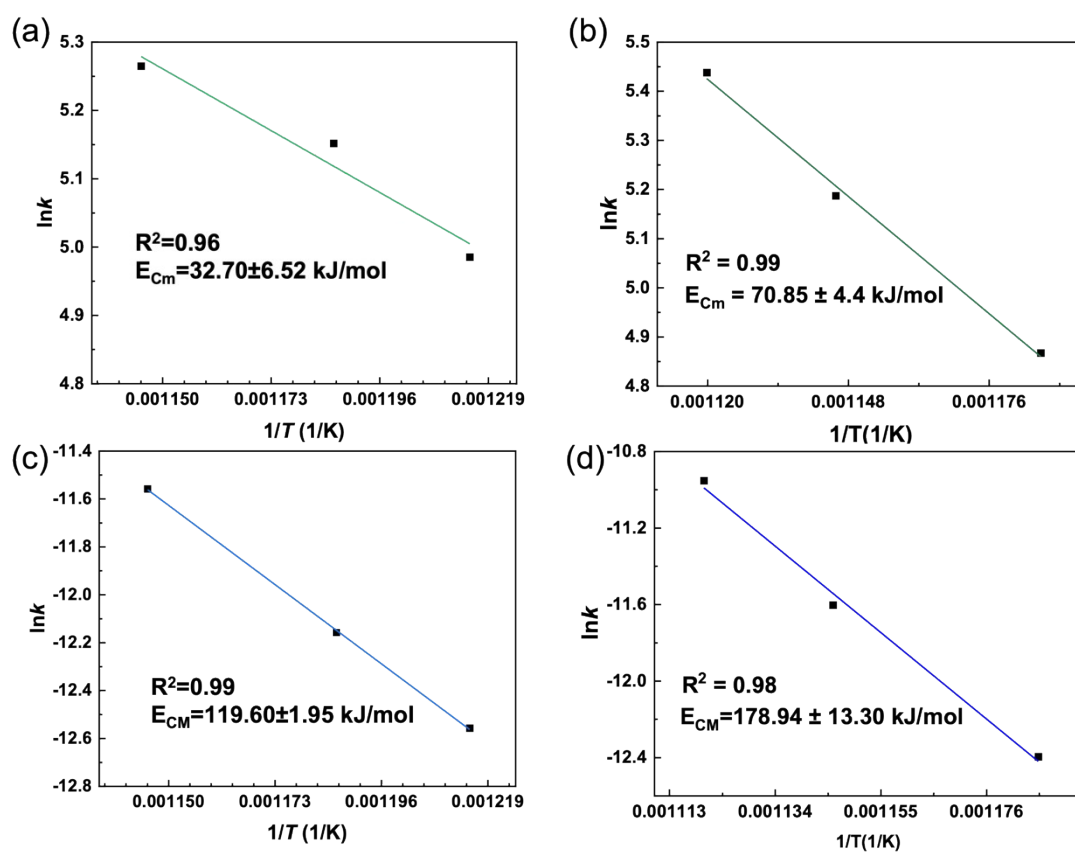 (a)
5.3
5.2
5.1
5.0
4.9
4.8
lnk
R²=0.96
E_Cm=32.70±6.52 kJ/mol
0.001150 0.001173 0.001196 0.001219
1/T (1/K)
(b)
5.5
5.4
5.3
5.2
5.1
5.0
4.9
4.8
lnk
R² = 0.99
E_Cm = 70.85 ± 4.4 kJ/mol
0.001120 0.001148 0.001176
1/T(1/K)
(c)
-11.4
-11.6
-11.8
-12.0
-12.2
-12.4
-12.6
-12.8
lnk
R²=0.99
E_CM=119.60±1.95 kJ/mol
0.001150 0.001173 0.001196 0.001219
1/T (1/K)
(d)
-10.8
-11.2
-11.6
-12.0
-12.4
lnk
R² = 0.98
E_CM=178.94 ± 13.30 kJ/mol
0.001113 0.001134 0.001155 0.001176
1/T(1/K)